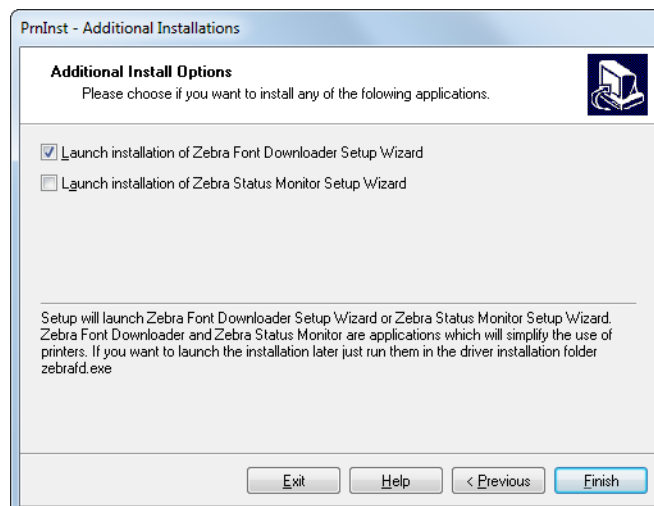 PrnInst - Additional Installations
Additional Install Options
Please choose if you want to install any of the folowing applications.
Launch installation of Zebra Font Downloader Setup Wizard
Launch installation of Zebra Status Monitor Setup Wizard
Setup will launch Zebra Font Downloader Setup Wizard or Zebra Status Monitor Setup Wizard.
Zebra Font Downloader and Zebra Status Monitor are applications which will simplify the use of
printers. If you want to launch the installation later just run them in the driver installation folder
zebrafd.exe
Exit Help < Previous Finish